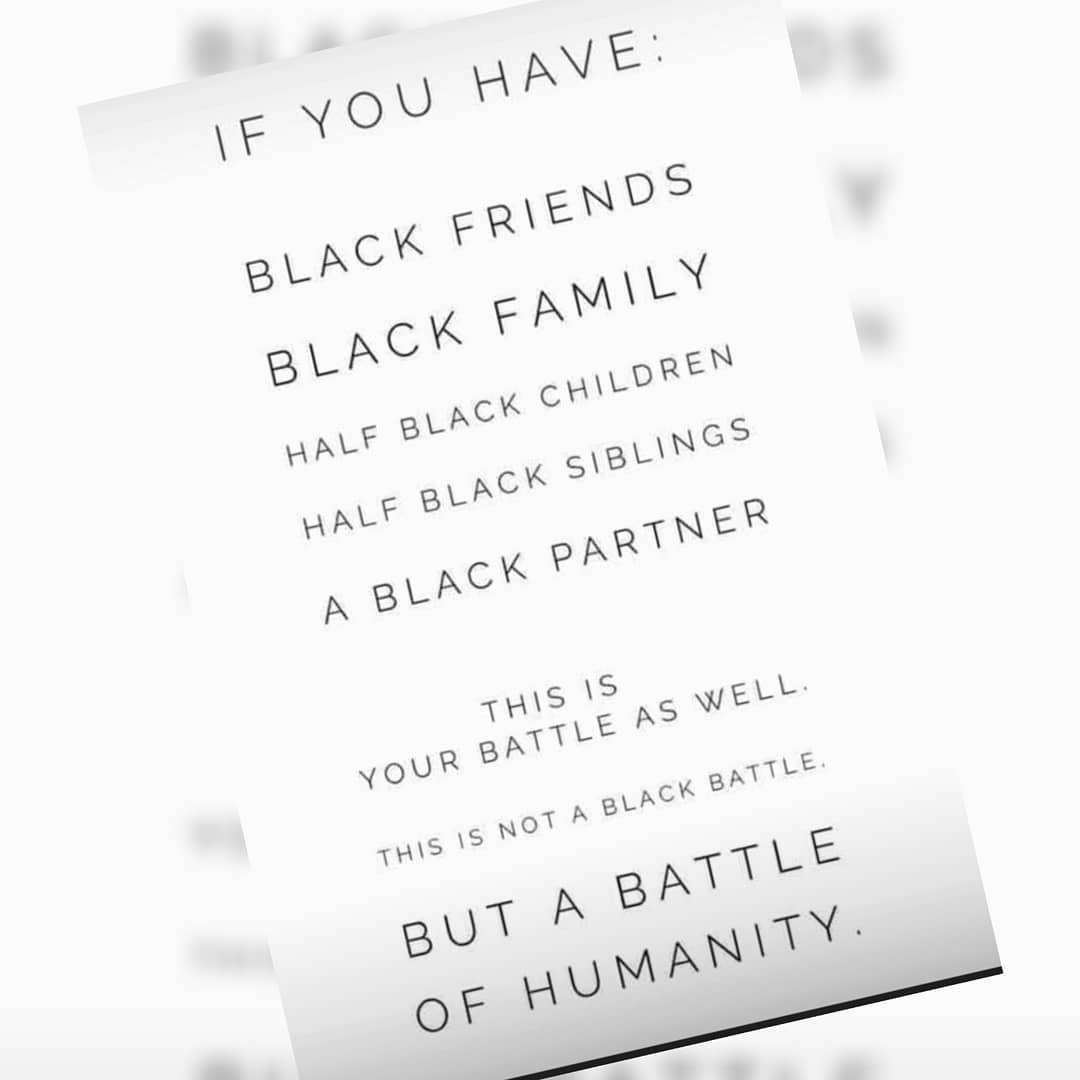 IF YOU HAVE:
BLACK FRIENDS
BLACK FAMILY
HALF BLACK CHILDREN
HALF BLACK SIBLINGS
A BLACK PARTNER
THIS IS
YOUR BATTLE AS WELL.
THIS IS NOT A BLACK BATTLE.
BUT A BATTLE
OF HUMANITY.